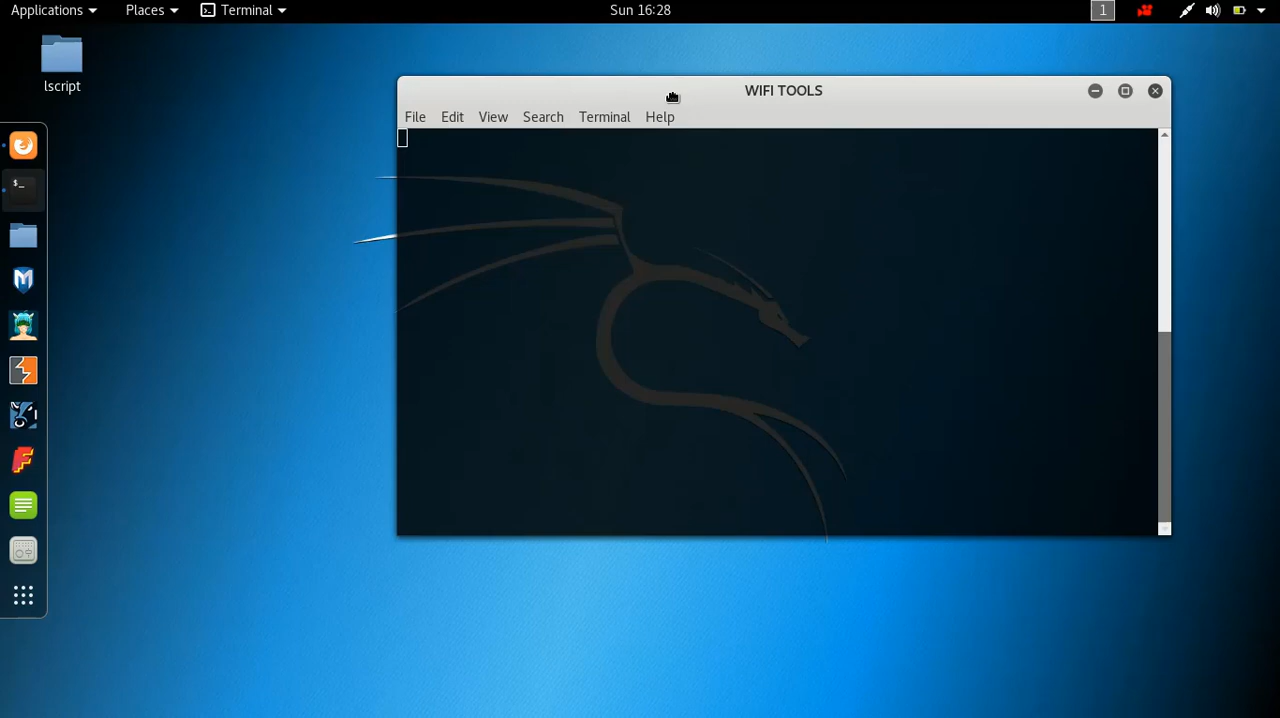 Applications Places Terminal Sun 16:28 1
lscript
WIFI TOOLS
File Edit View Search Terminal Help